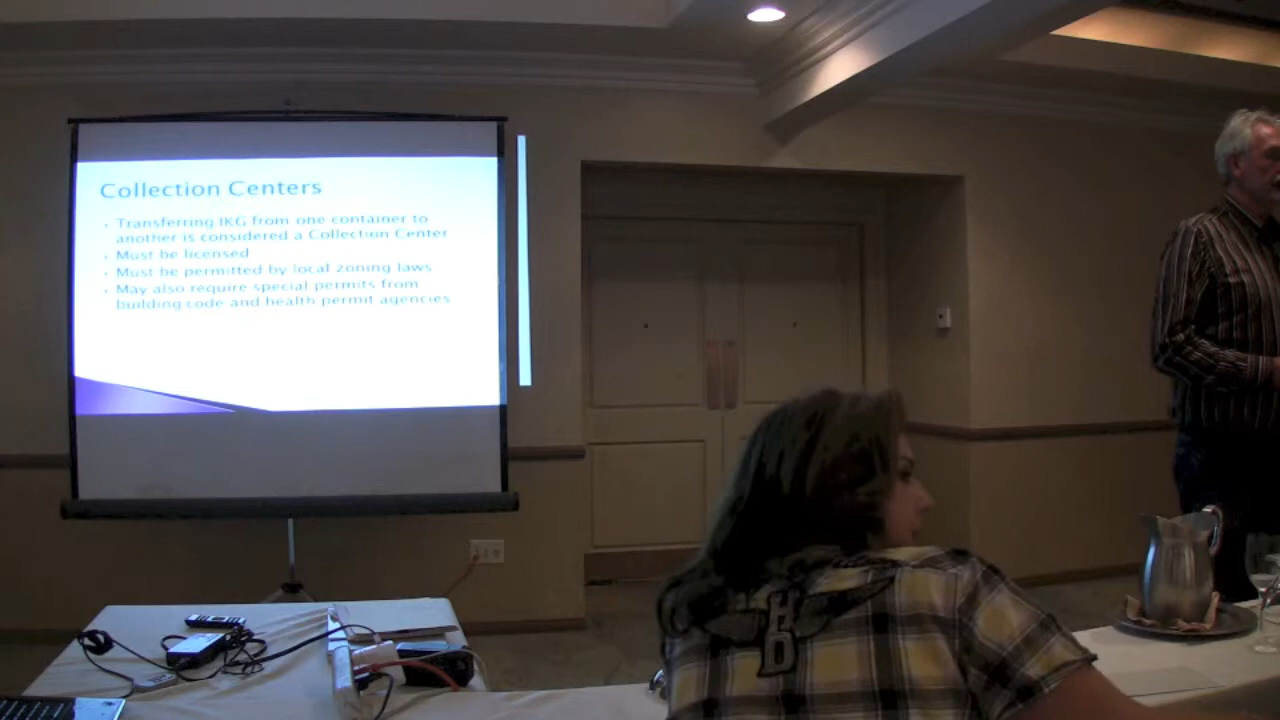 Collection Centers
Transferring IKG from one container to
another is considered a Collection Center
Must be licensed
Must be permitted by local zoning laws
May also require special permits from
building code and health permit agencies
HD